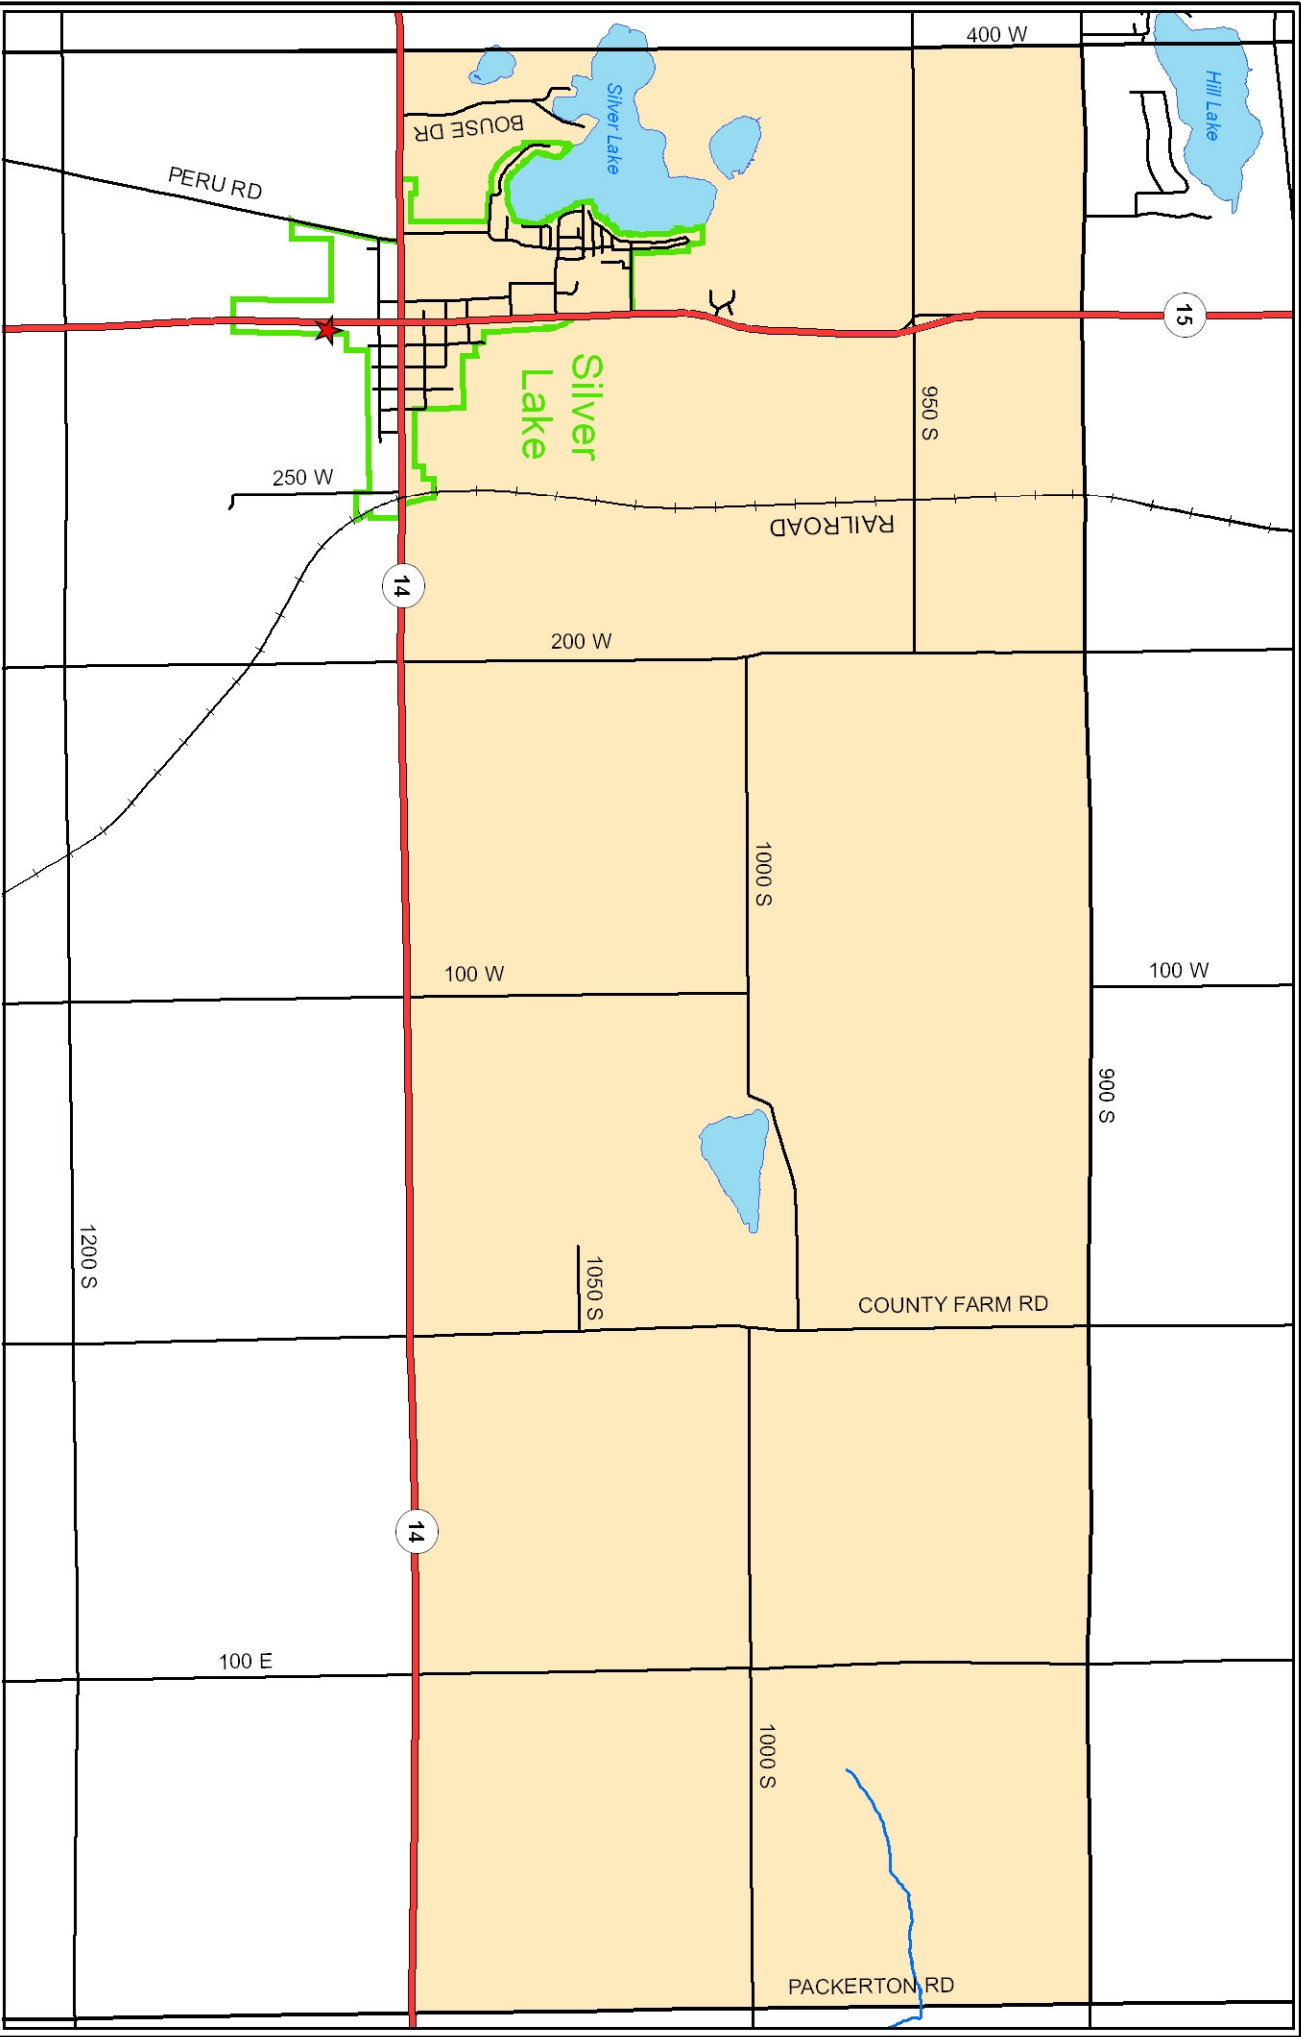 400 W
Hill Lake
Silver Lake
BOUSE DR
PERU RD
15
950 S
Silver
Lake
250 W
RAILROAD
14
200 W
1000 S
100 W
100 W
900 S
1200 S
1050 S
COUNTY FARM RD
14
100 E
1000 S
PACKERTON RD